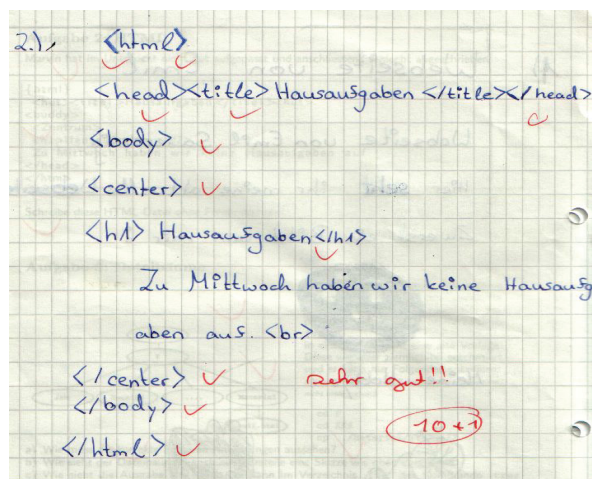 2.), <html>
<head><title> Hausaufgaben </title></head>
<body>
<center>
<h1> Hausaufgaben </h1>
Zu Mittwoch haben wir keine Hausaufg
aben auf. <br>
</center> sehr gut!!
</body>
10+1
</html>